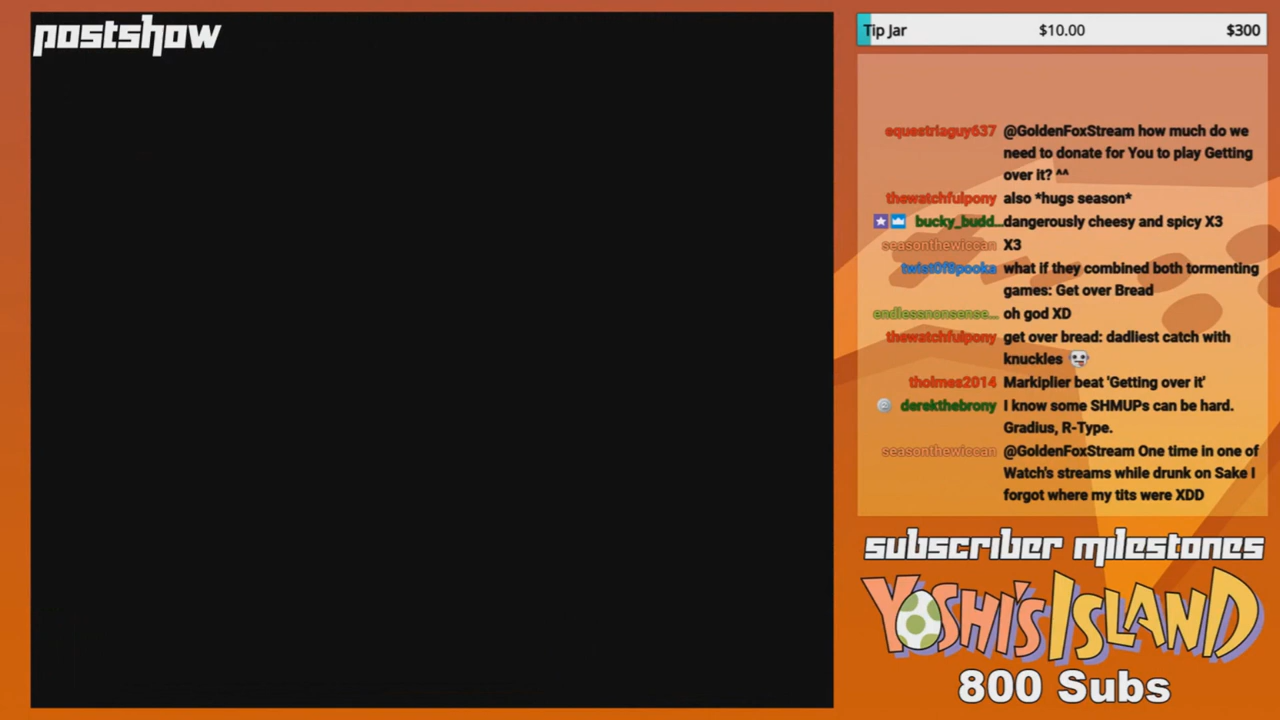 postshow
Tip Jar $10.00 $300
equestriaguy637 @GoldenFoxStream how much do we
need to donate for You to play Getting
over it? ^^
thewatchfulpony also *hugs season*
bucky_budd... dangerously cheesy and spicy X3
seasonthewiccan X3
twist0f8pooka what if they combined both tormenting
games: Get over Bread
endlessnonsense... oh god XD
thewatchfulpony get over bread: dadliest catch with
knuckles
tholmes2014 Markiplier beat 'Getting over it'
derekthebrony I know some SHMUPs can be hard.
Gradius, R-Type.
seasonthewiccan @GoldenFoxStream One time in one of
Watch's streams while drunk on Sake I
forgot where my tits were XDD
subscriber milestones
YOSHI'S ISLAND
800 Subs